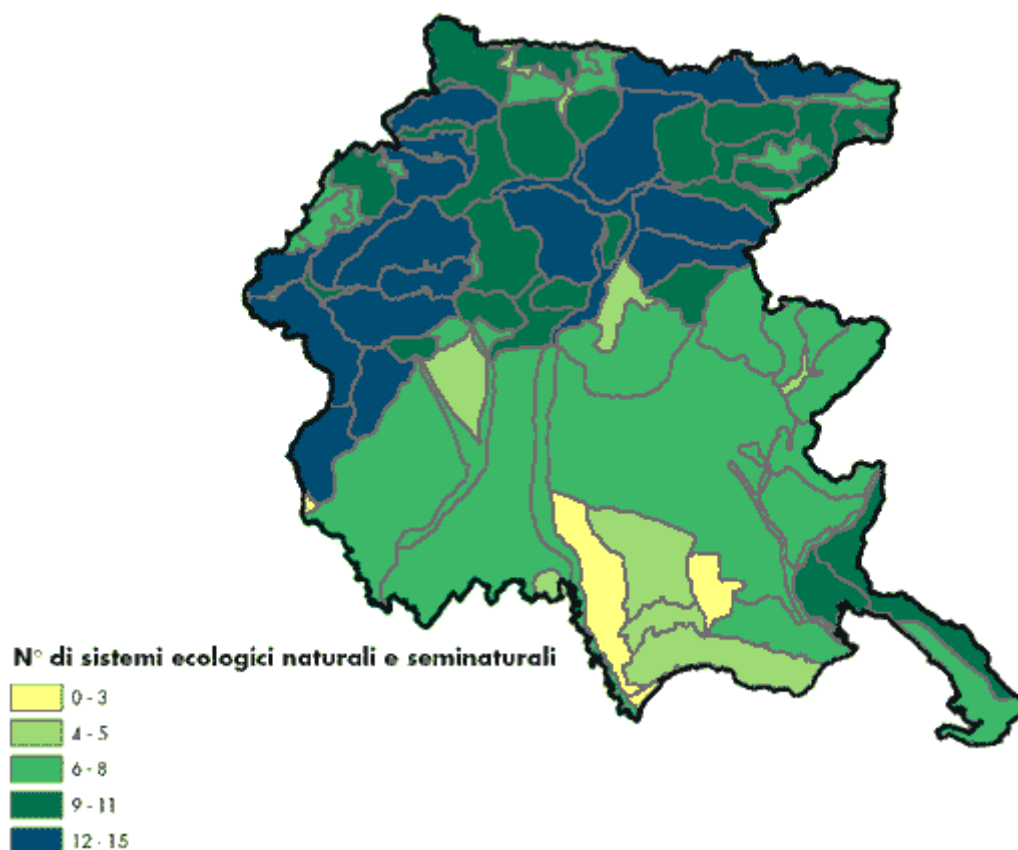 N° di sistemi ecologici naturali e seminaturali
0 - 3
4 - 5
6 - 8
9 - 11
12 - 15